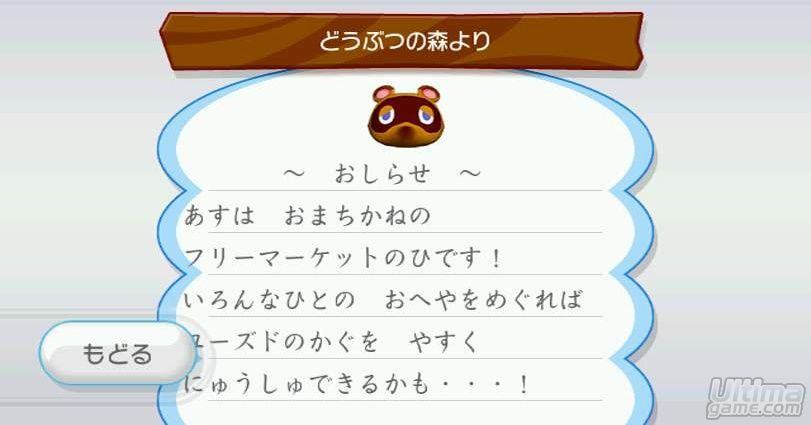 どうぶつの森より
～　おしらせ　～
あすは　おまちかねの
フリーマーケットのひです！
いろんなひとの　おへやをめぐれば
ユーズドのかぐを　やすく
にゅうしゅできるかも・・・！
もどる
Ultima
game.com